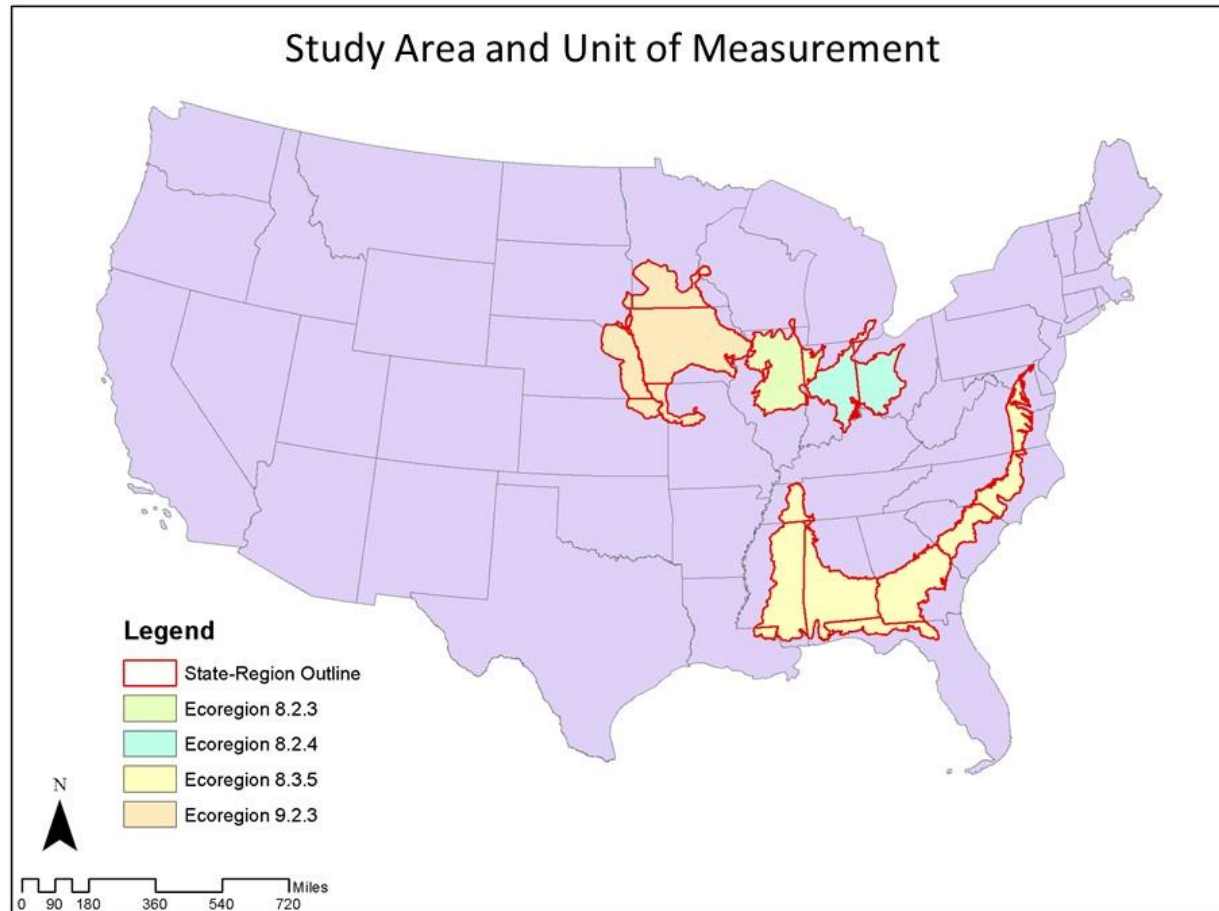 Study Area and Unit of Measurement
Legend
State-Region Outline
Ecoregion 8.2.3
Ecoregion 8.2.4
Ecoregion 8.3.5
Ecoregion 9.2.3
N
Miles
0 90 180 360 540 720